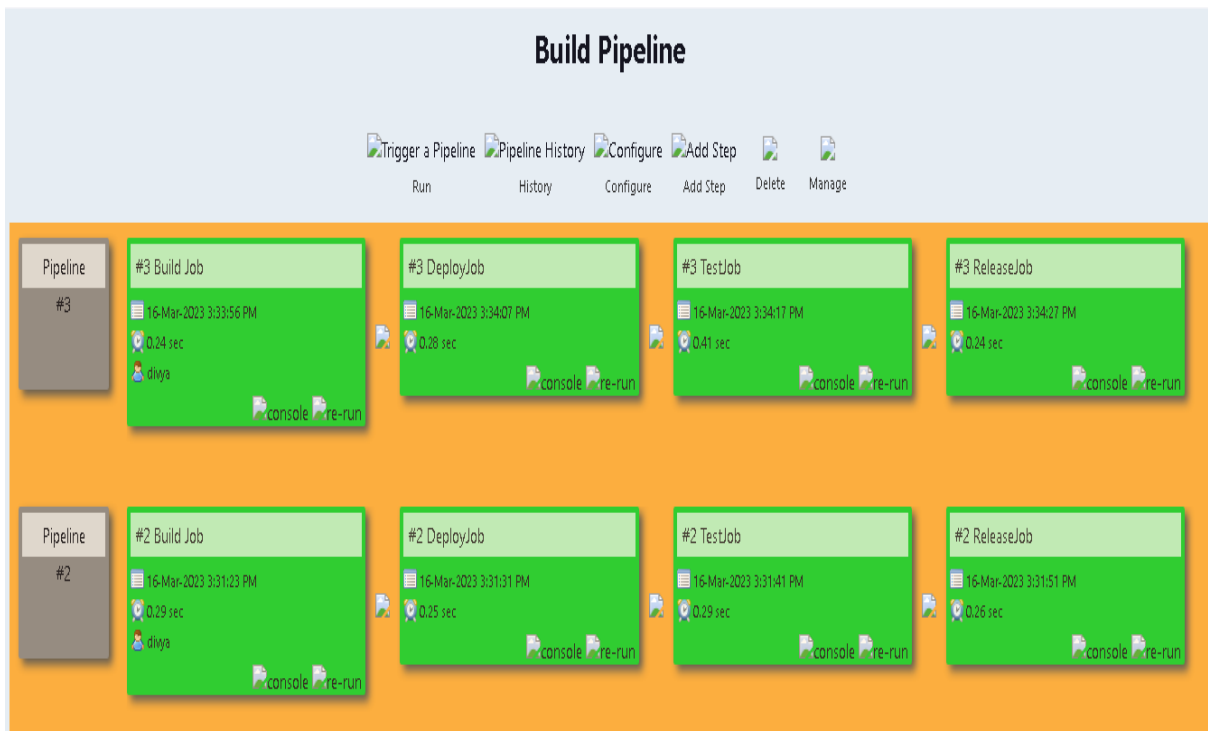 Build Pipeline
Trigger a Pipeline Pipeline History Configure Add Step
Run History Configure Add Step Delete Manage
Pipeline #3 Build Job #3 DeployJob #3 TestJob #3 ReleaseJob
#3 16-Mar-2023 3:33:56 PM 16-Mar-2023 3:34:07 PM 16-Mar-2023 3:34:17 PM 16-Mar-2023 3:34:27 PM
0.24 sec 0.28 sec 0.41 sec 0.24 sec
divya console re-run console re-run console re-run
console re-run
Pipeline #2 Build Job #2 DeployJob #2 TestJob #2 ReleaseJob
#2 16-Mar-2023 3:31:23 PM 16-Mar-2023 3:31:31 PM 16-Mar-2023 3:31:41 PM 16-Mar-2023 3:31:51 PM
0.29 sec 0.25 sec 0.29 sec 0.26 sec
divya console re-run console re-run console re-run
console re-run